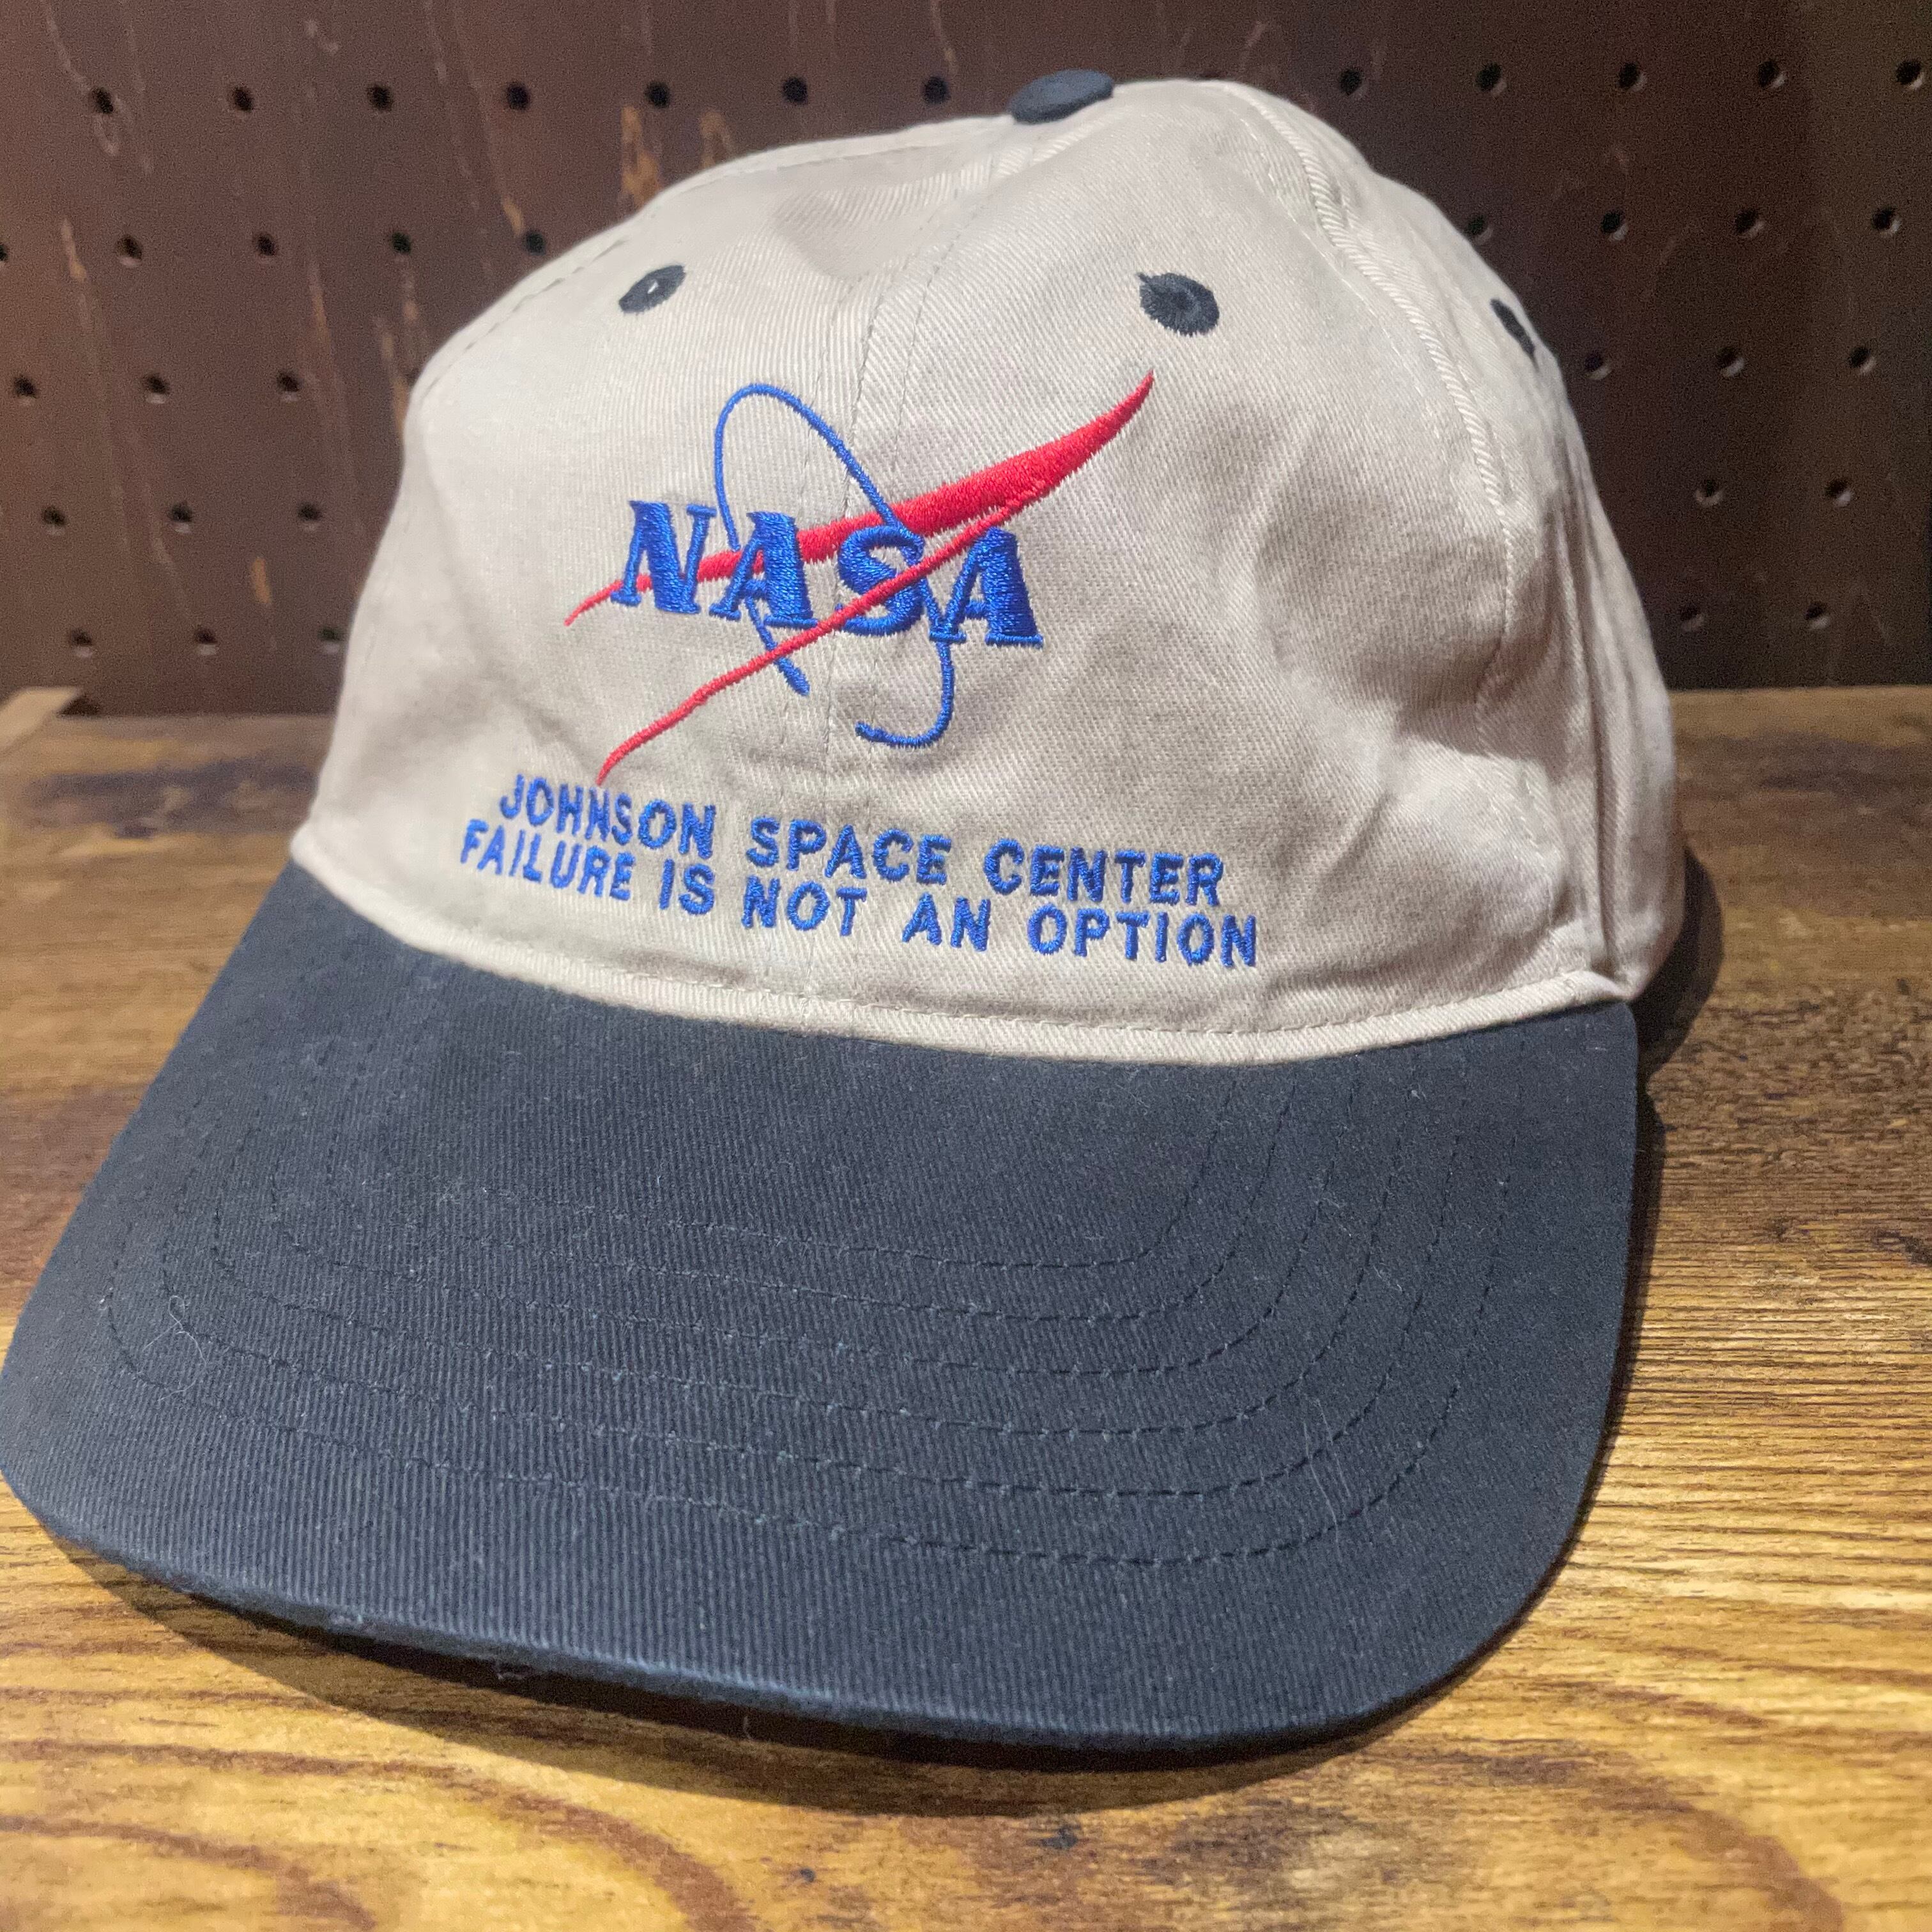 NASA
JOHNSON SPACE CENTER
FAILURE IS NOT AN OPTION